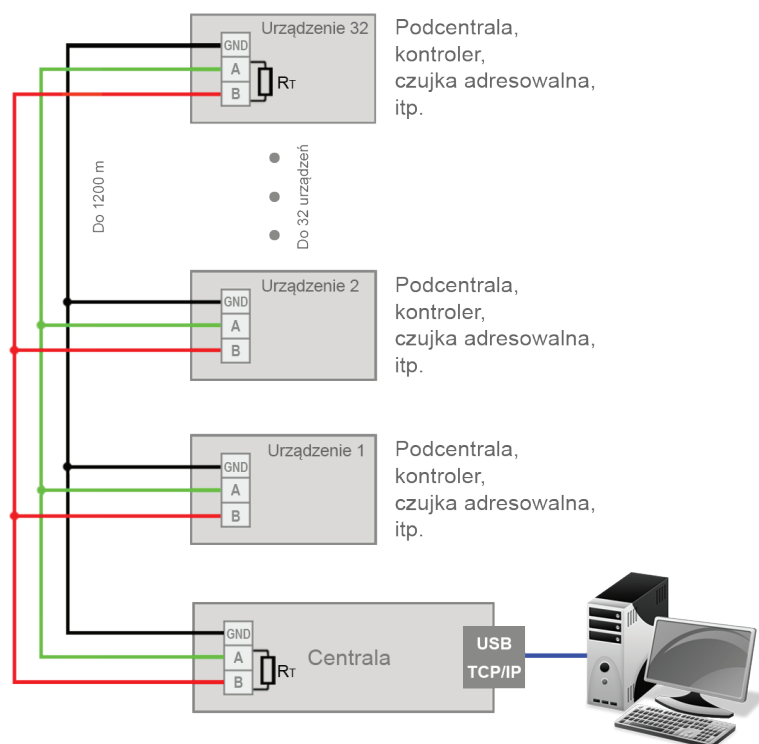 Urządzenie 32
GND
A
B
RT
Podcentrala,
kontroler,
czujka adresowalna,
itp.
Do 1200 m
Do 32 urządzeń
Urządzenie 2
GND
A
B
Podcentrala,
kontroler,
czujka adresowalna,
itp.
Urządzenie 1
GND
A
B
Podcentrala,
kontroler,
czujka adresowalna,
itp.
GND
A
B
RT
Centrala
USB
TCP/IP